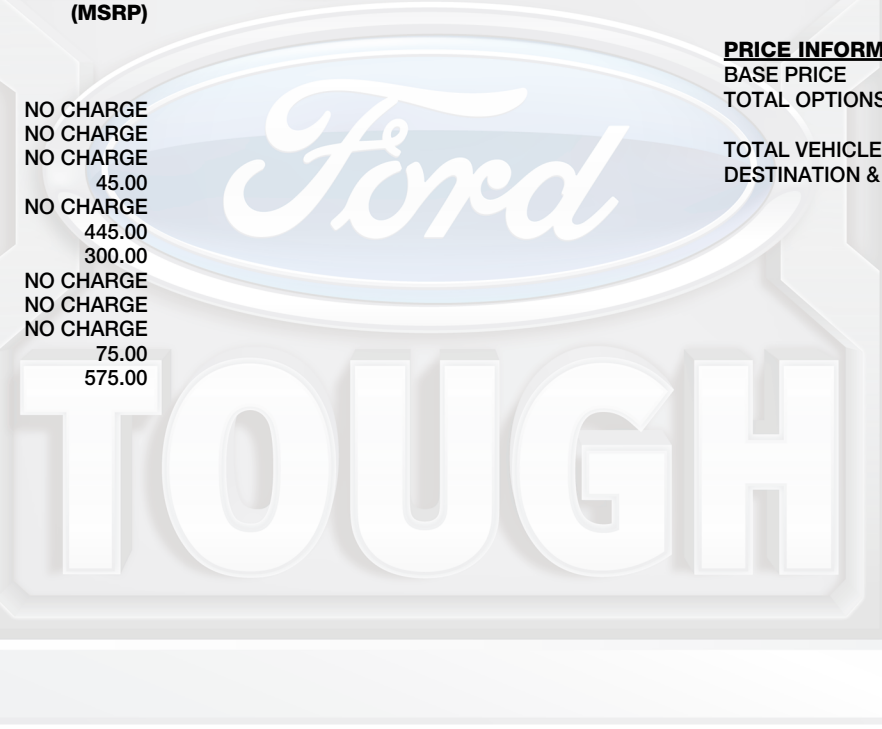 (MSRP)
NO CHARGE
NO CHARGE
NO CHARGE
45.00
NO CHARGE
445.00
300.00
NO CHARGE
NO CHARGE
NO CHARGE
75.00
575.00
PRICE INFORM
BASE PRICE
TOTAL OPTIONS
TOTAL VEHICLE
DESTINATION &
Ford
TOUGH